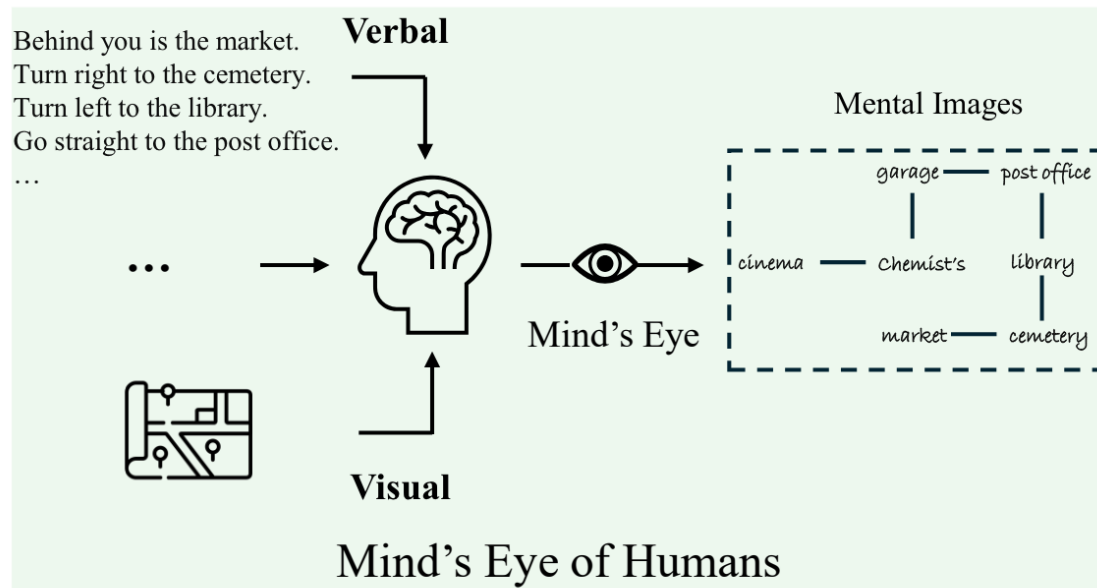 Behind you is the market.
Turn right to the cemetery.
Turn left to the library.
Go straight to the post office.
…
Verbal
...
Visual
Mind's Eye
Mental Images
garage post office
cinema Chemist's library
market cemetery
Mind's Eye of Humans